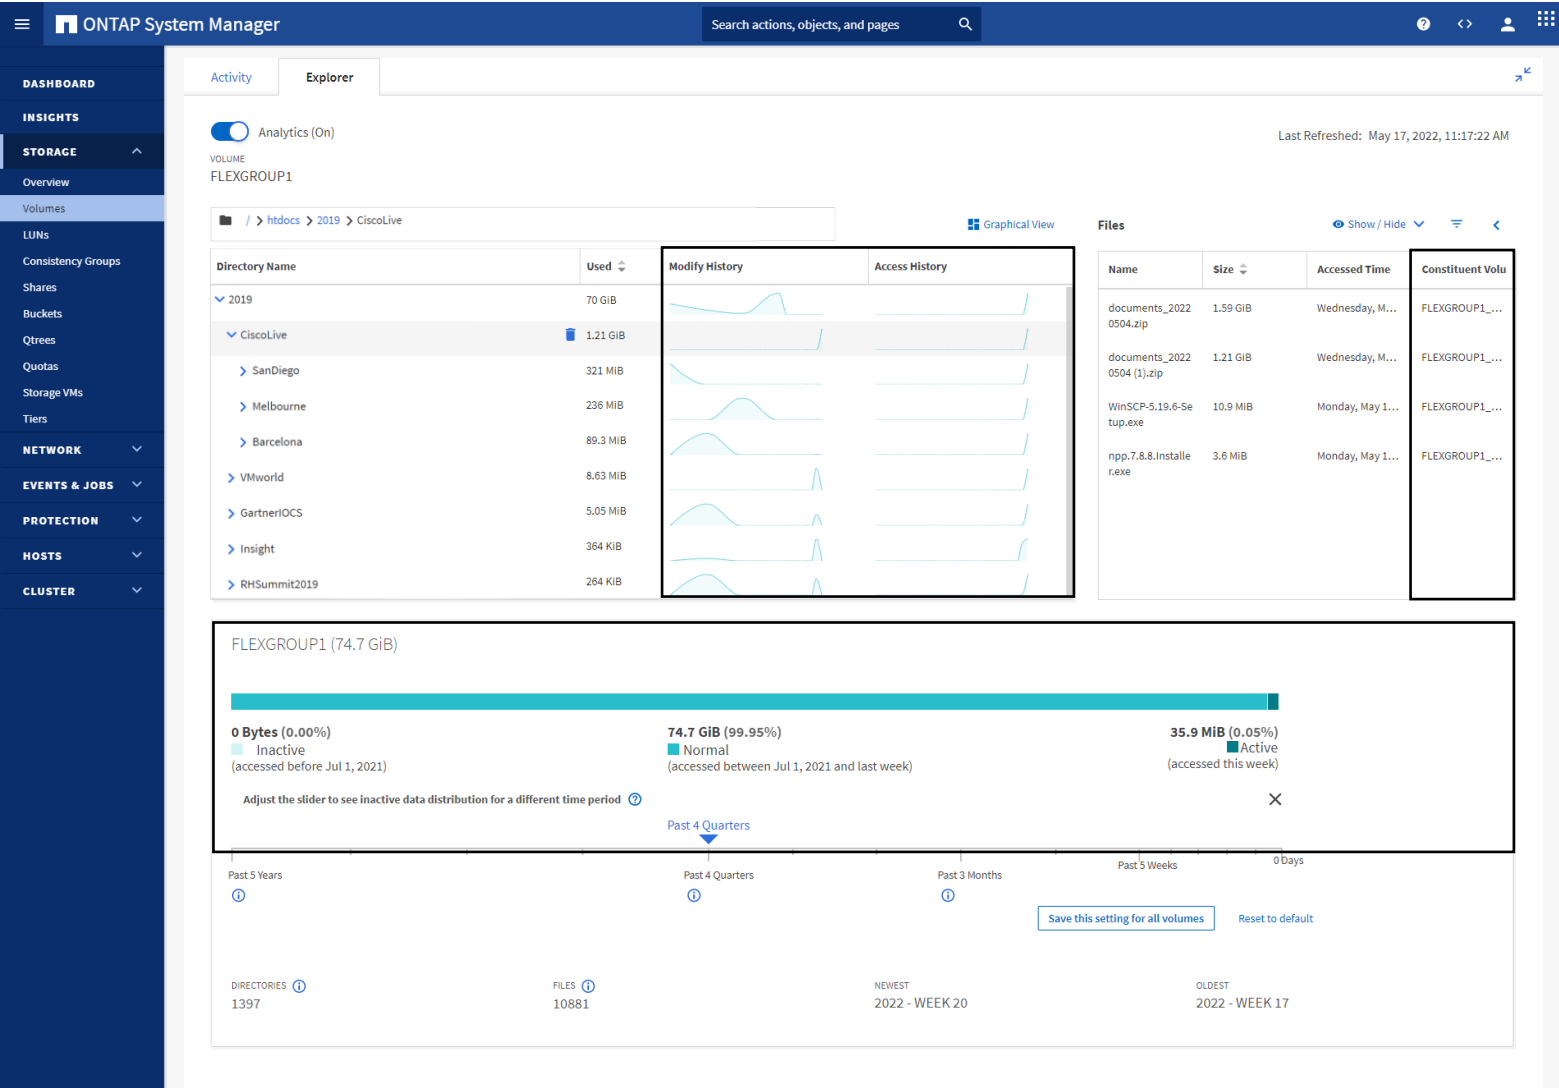 ONTAP System Manager
Search actions, objects, and pages
DASHBOARD
INSIGHTS
STORAGE
Overview
Volumes
LUNs
Consistency Groups
Shares
Buckets
Qtrees
Quotas
Storage VMs
Tiers
NETWORK
EVENTS & JOBS
PROTECTION
HOSTS
CLUSTER
Activity
Explorer
Analytics (On)
Last Refreshed: May 17, 2022, 11:17:22 AM
VOLUME
FLEXGROUP1
/ > htdocs > 2019 > CiscoLive
Graphical View
Directory Name Used Modify History Access History
2019 70 GiB
CiscoLive 1.21 GiB
SanDiego 321 MiB
Melbourne 236 MiB
Barcelona 89.3 MiB
VMworld 8.63 MiB
GartnerIOCS 5.05 MiB
Insight 364 KiB
RHSummit2019 264 KiB
Files
Show / Hide
Name Size Accessed Time Constituent Volu
documents_2022 1.59 GiB Wednesday, M... FLEXGROUP1_...
0504.zip
documents_2022 1.21 GiB Wednesday, M... FLEXGROUP1_...
0504 (1).zip
WinSCP-5.19.6-Se 10.9 MiB Monday, May 1... FLEXGROUP1_...
tup.exe
npp.7.8.8.Installe 3.6 MiB Monday, May 1... FLEXGROUP1_...
r.exe
FLEXGROUP1 (74.7 GiB)
0 Bytes (0.00%)
Inactive
(accessed before Jul 1, 2021)
74.7 GiB (99.95%)
Normal
(accessed between Jul 1, 2021 and last week)
35.9 MiB (0.05%)
Active
(accessed this week)
Adjust the slider to see inactive data distribution for a different time period
Past 4 Quarters
Past 5 Years Past 4 Quarters Past 3 Months Past 5 Weeks 0 Days
Save this setting for all volumes Reset to default
DIRECTORIES
1397
FILES
10881
NEWEST
2022 - WEEK 20
OLDEST
2022 - WEEK 17